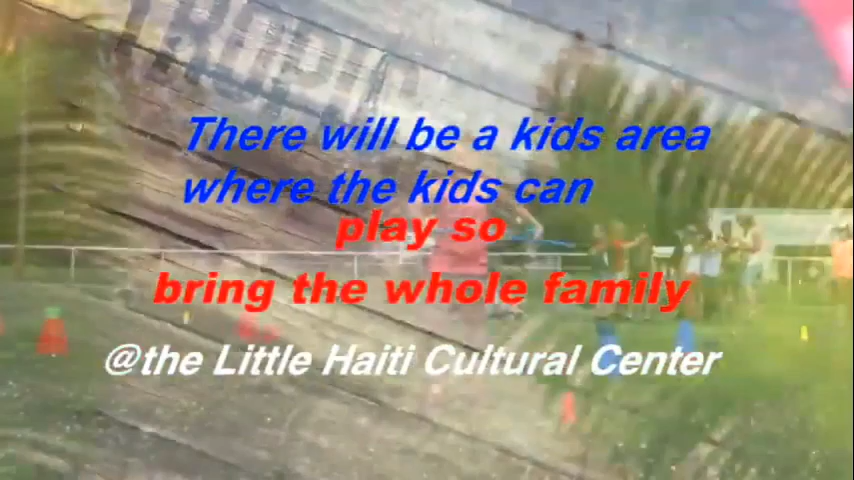 There will be a kids area
where the kids can
play so
bring the whole family
@the Little Haiti Cultural Center